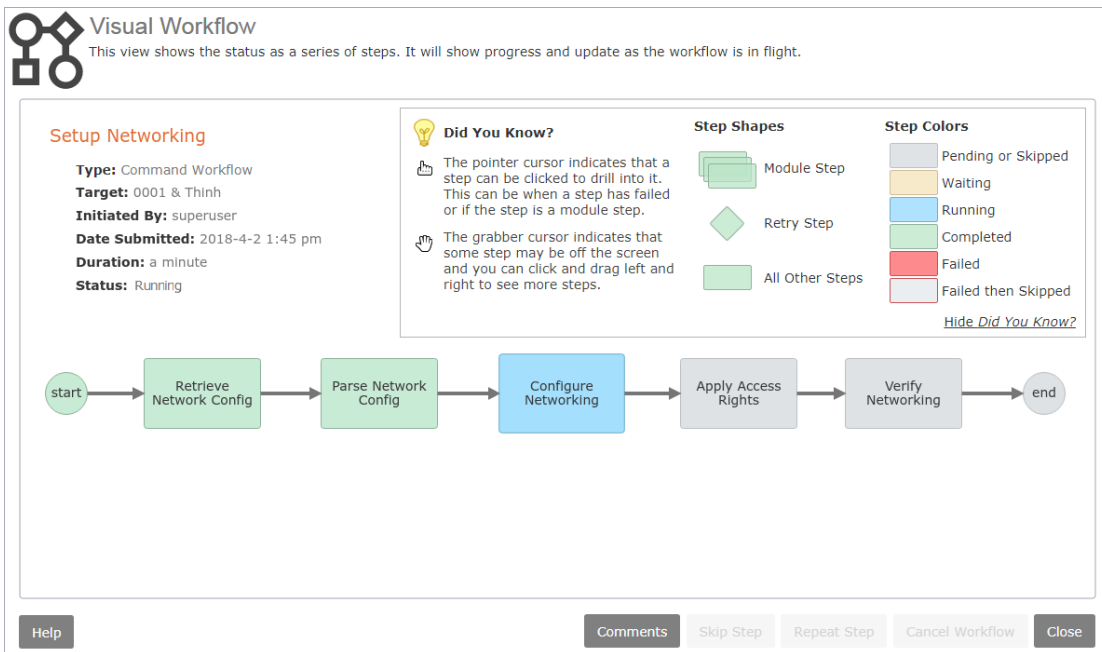 Visual Workflow
This view shows the status as a series of steps. It will show progress and update as the workflow is in flight.
Setup Networking
Type: Command Workflow
Target: 0001 & Thinh
Initiated By: superuser
Date Submitted: 2018-4-2 1:45 pm
Duration: a minute
Status: Running
Did You Know?
The pointer cursor indicates that a
step can be clicked to drill into it.
This can be when a step has failed
or if the step is a module step.
The grabber cursor indicates that
some step may be off the screen
and you can click and drag left and
right to see more steps.
Step Shapes
Module Step
Retry Step
All Other Steps
Step Colors
Pending or Skipped
Waiting
Running
Completed
Failed
Failed then Skipped
Hide Did You Know?
start
Retrieve
Network Config
Parse Network
Config
Configure
Networking
Apply Access
Rights
Verify
Networking
end
Help
Comments
Skip Step
Repeat Step
Cancel Workflow
Close